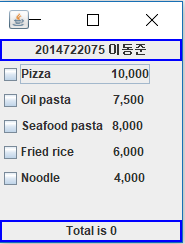 2014722075 이동준
Pizza 10,000
Oil pasta 7,500
Seafood pasta 8,000
Fried rice 6,000
Noodle 4,000
Total is 0